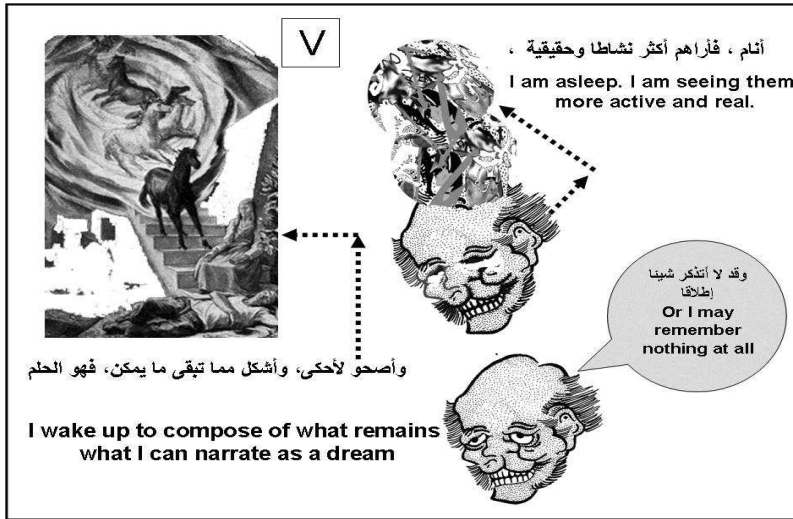 V
أنام ، فأراهم أكثر نشاطا وحقيقية ،
I am asleep. I am seeing them
more active and real.
وقد لا أتذكر شيئا
إطلاقا
Or I may
remember
nothing at all
وأصحو لأحكى، وأشكل مما تبقى ما يمكن، فهو الحلم
I wake up to compose of what remains
what I can narrate as a dream